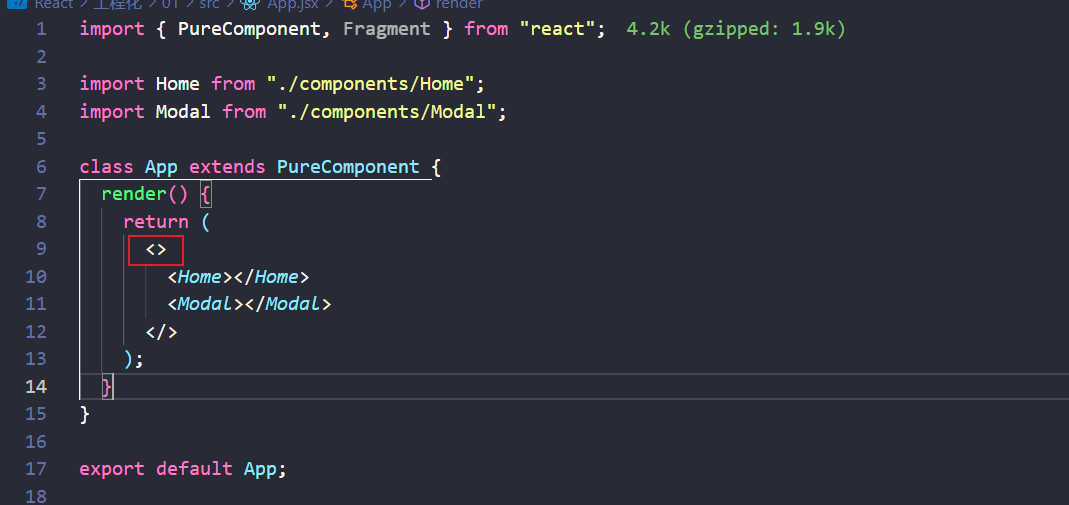 React > 工程化 > 01 > src > App.jsx > App > render
1 import { PureComponent, Fragment } from "react"; 4.2k (gzipped: 1.9k)
2
3 import Home from "./components/Home";
4 import Modal from "./components/Modal";
5
6 class App extends PureComponent {
7 render() {
8 return (
9 <>
10 <Home></Home>
11 <Modal></Modal>
12 </>
13 );
14 }
15 }
16
17 export default App;
18